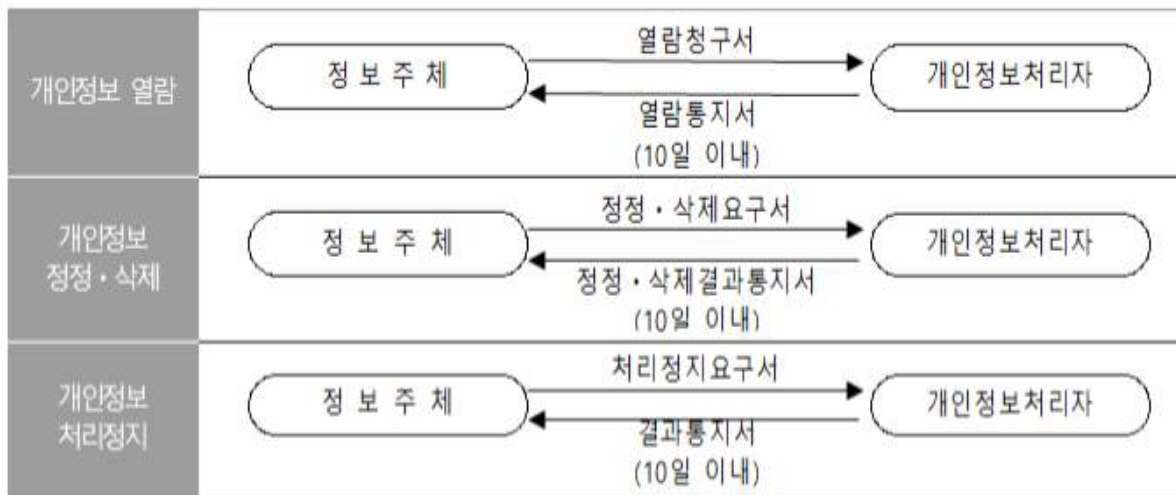 개인정보 열람
정 보 주 체
열람청구서
열람통지서
(10일 이내)
개인정보처리자
개인정보
정정・삭제
정 보 주 체
정정・삭제요구서
정정・삭제결과통지서
(10일 이내)
개인정보처리자
개인정보
처리정지
정 보 주 체
처리정지요구서
결과통지서
(10일 이내)
개인정보처리자